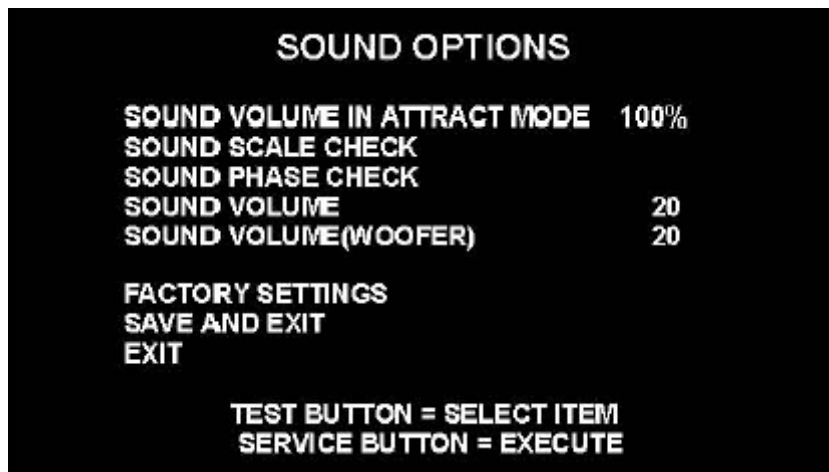 SOUND OPTIONS
SOUND VOLUME IN ATTRACT MODE 100%
SOUND SCALE CHECK
SOUND PHASE CHECK
SOUND VOLUME 20
SOUND VOLUME(WOOFER) 20
FACTORY SETTINGS
SAVE AND EXIT
EXIT
TEST BUTTON = SELECT ITEM
SERVICE BUTTON = EXECUTE